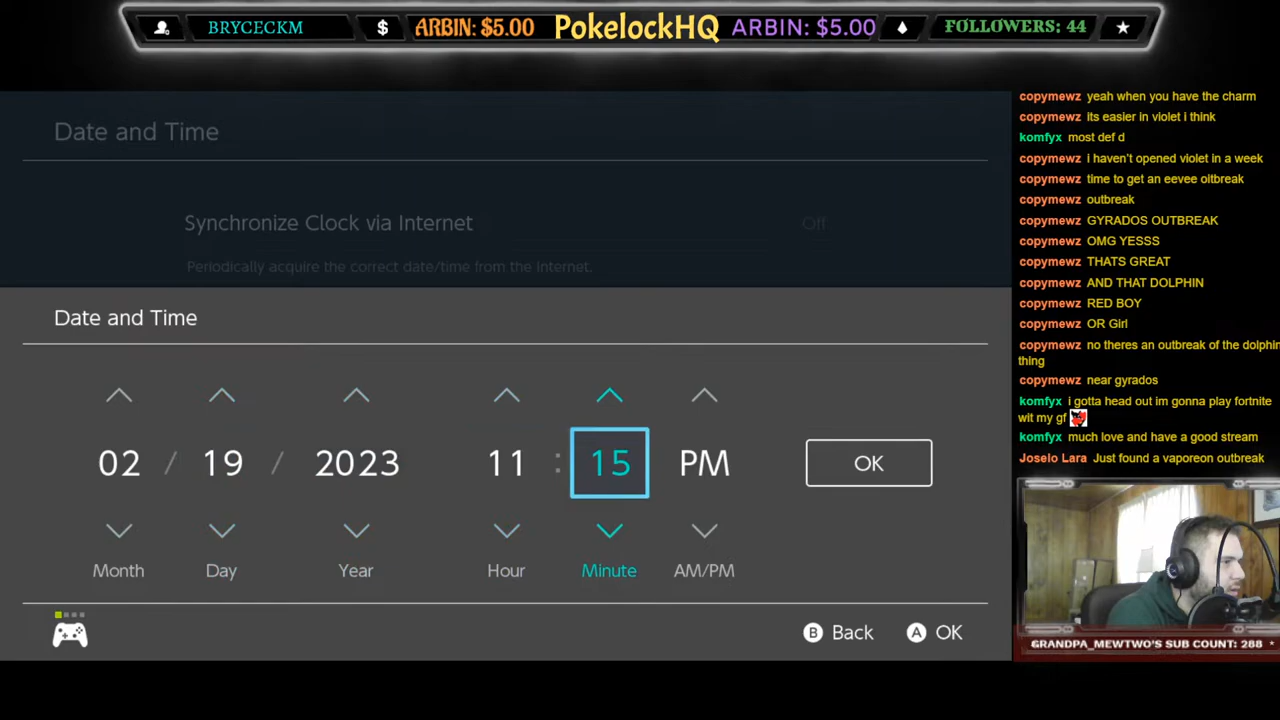 BRYCECKM $ ARBIN: $5.00 PokelockHQ ARBIN: $5.00 FOLLOWERS: 44
Date and Time
Synchronize Clock via Internet Off
Periodically acquire the correct date/time from the Internet.
Date and Time
02 / 19 / 2023 11 : 15 PM OK
Month Day Year Hour Minute AM/PM
B Back A OK
copymewz yeah when you have the charm
copymewz its easier in violet i think
komfyx most def d
copymewz i haven't opened violet in a week
copymewz time to get an eevee oitbreak
copymewz outbreak
copymewz GYRADOS OUTBREAK
copymewz OMG YESSS
copymewz THATS GREAT
copymewz AND THAT DOLPHIN
copymewz RED BOY
copymewz OR Girl
copymewz no theres an outbreak of the dolphin
thing
copymewz near gyrados
komfyx i gotta head out im gonna play fortnite
wit my gf
komfyx much love and have a good stream
Joselo Lara Just found a vaporeon outbreak
GRANDPA_MEWTWO'S SUB COUNT: 288 *